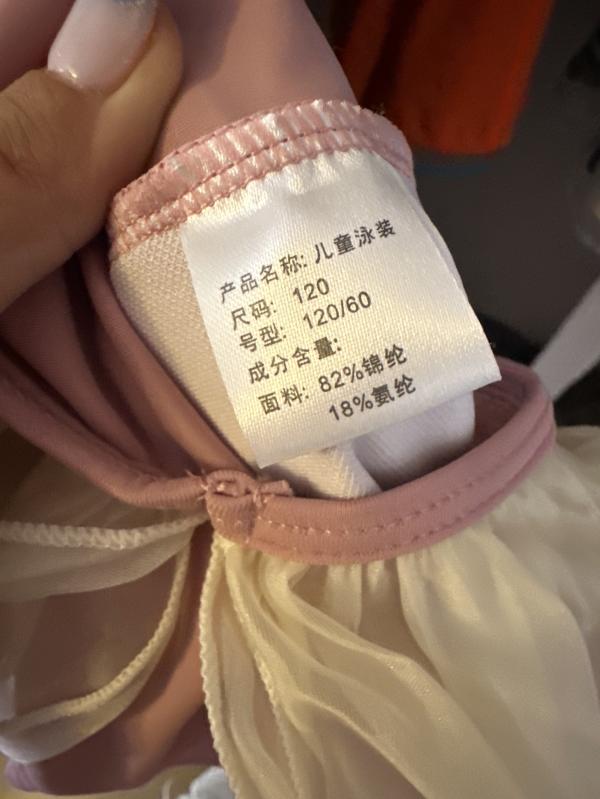 产品名称: 儿童泳装
尺码: 120
号型: 120/60
成分含量:
面料: 82%锦纶
18%氨纶